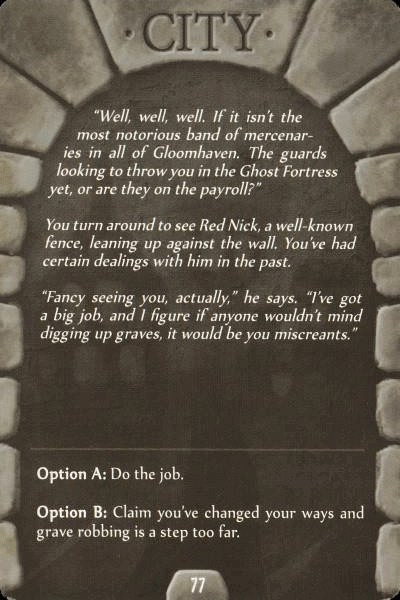 · CITY ·
“Well, well, well. If it isn’t the
most notorious band of mercenar-
ies in all of Gloomhaven. The guards
looking to throw you in the Ghost Fortress
yet, or are they on the payroll?”
You turn around to see Red Nick, a well-known
fence, leaning up against the wall. You’ve had
certain dealings with him in the past.
“Fancy seeing you, actually,” he says. “I’ve got
a big job, and I figure if anyone wouldn’t mind
digging up graves, it would be you miscreants.”
Option A: Do the job.
Option B: Claim you’ve changed your ways and
grave robbing is a step too far.
77